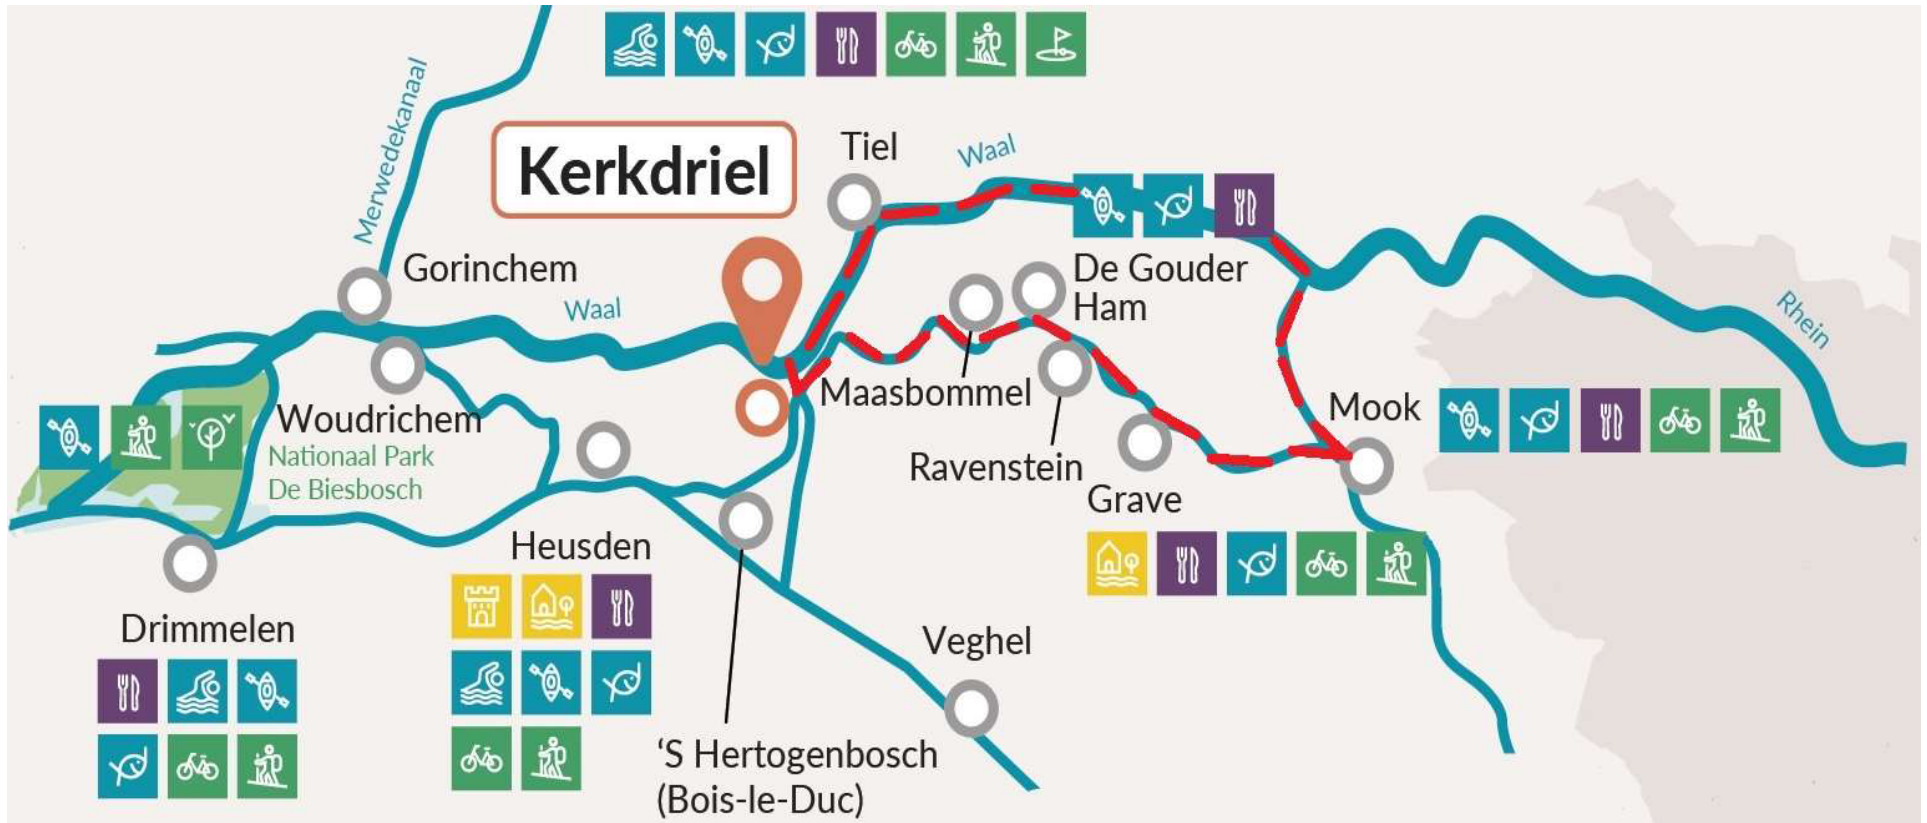 Merwedekanaal
Kerkdriel
Tiel
Waal
Gorinchem
Waal
De Gouder
Ham
Rhein
Maasbommel
Mook
Woudrichem
Nationaal Park
De Biesbosch
Ravenstein
Grave
Heusden
Drimmelen
Veghel
‘S Hertogenbosch
(Bois-le-Duc)